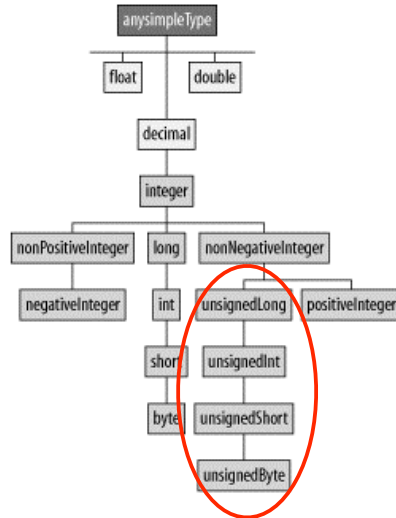 anysimpleType
float double
decimal
integer
nonPositiveInteger long nonNegativeInteger
negativeInteger int unsignedLong positiveInteger
short unsignedInt
byte unsignedShort
unsignedByte